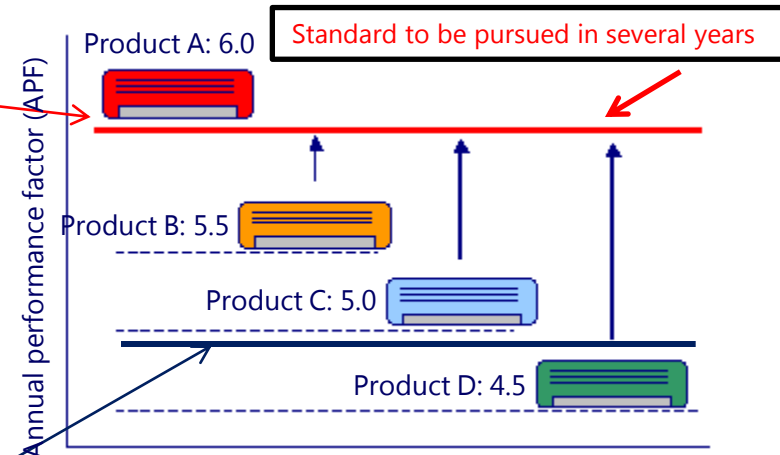 Product A: 6.0
Standard to be pursued in several years
Annual performance factor (APF)
Product B: 5.5
Product C: 5.0
Product D: 4.5